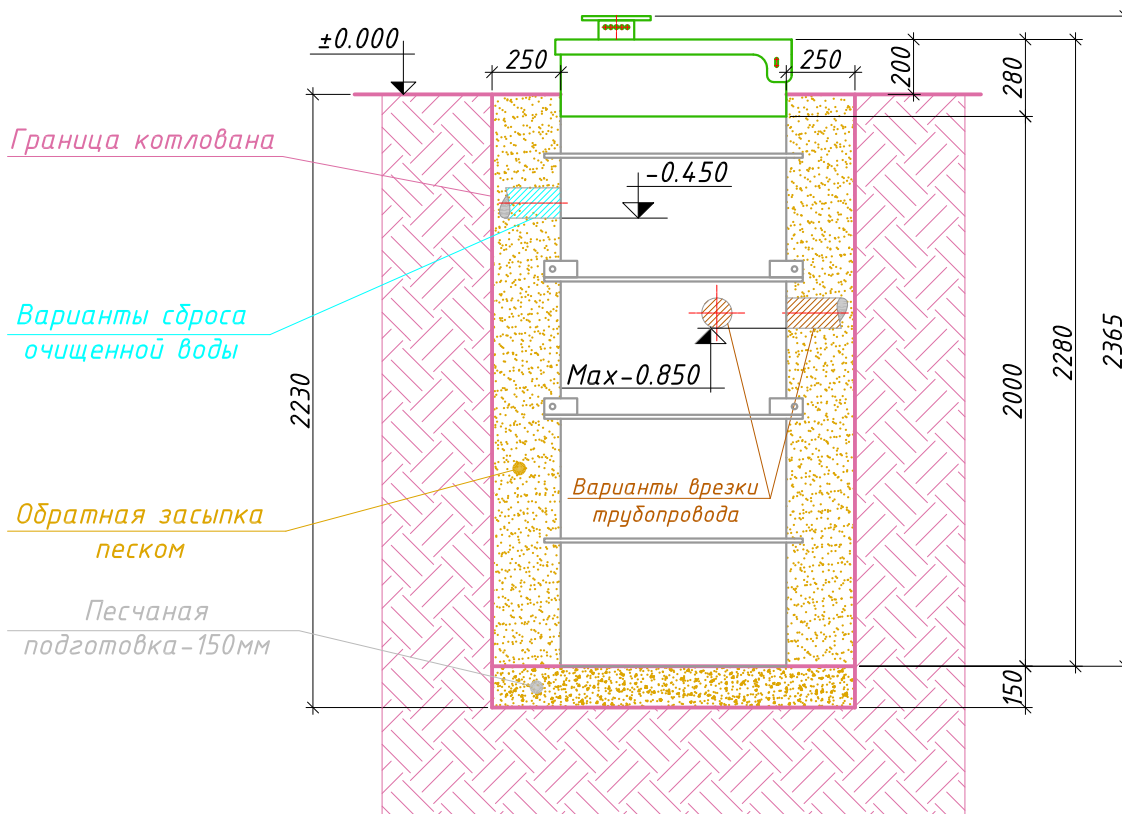 ±0.000
250
250
200
280
Граница котлована
-0.450
Варианты сброса
очищенной воды
2230
Max-0.850
2000
2280
2365
Варианты врезки
трубопровода
Обратная засыпка
песком
Песчаная
подготовка-150мм
150